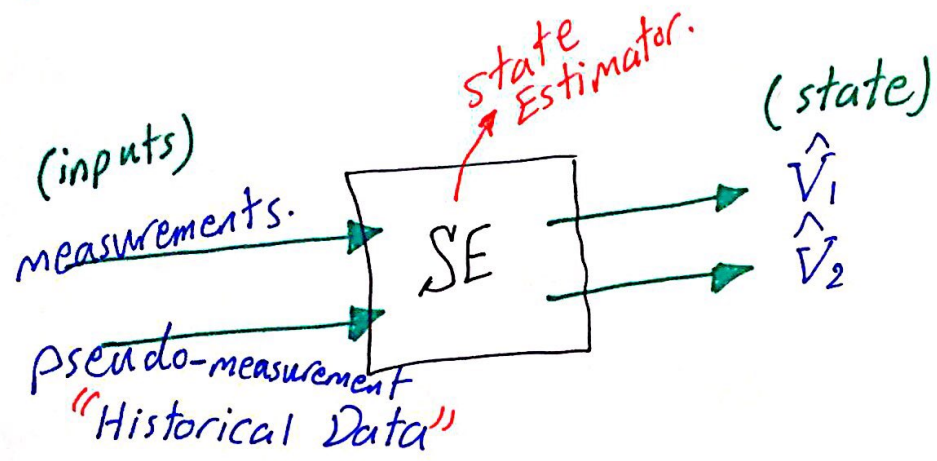 state
Estimator.
(inputs)
measurements.
pseudo-measurement
"Historical Data"
SE
(state)
V̂₁
V̂₂